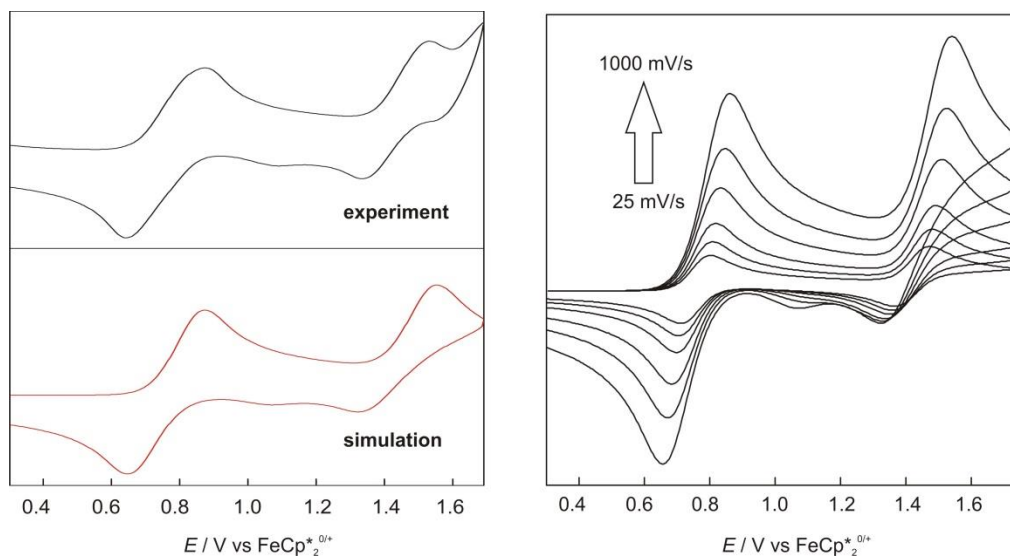 experiment
simulation
0.4 0.6 0.8 1.0 1.2 1.4 1.6
E / V vs FeCp*₂ ⁰/⁺
1000 mV/s
25 mV/s
0.4 0.6 0.8 1.0 1.2 1.4 1.6
E / V vs FeCp*₂ ⁰/⁺